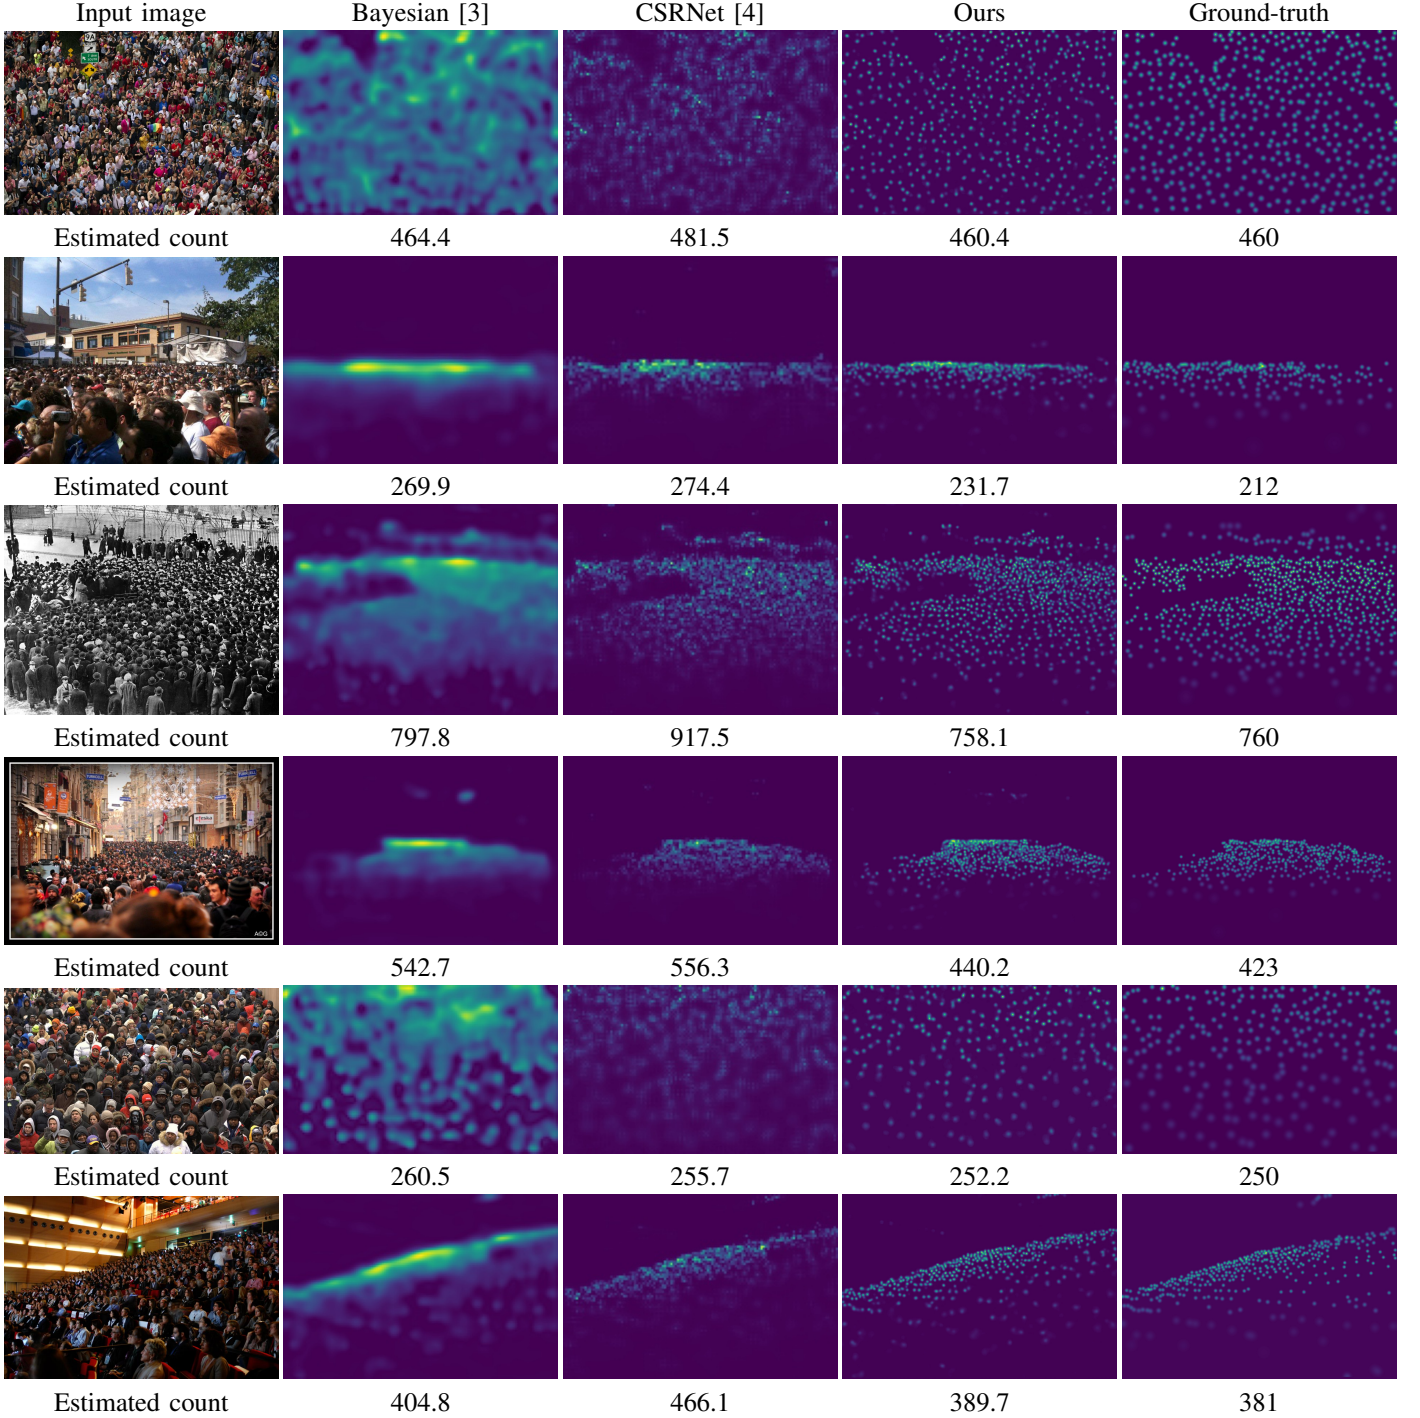 Input image Bayesian [3] CSRNet [4] Ours Ground-truth
Estimated count 464.4 481.5 460.4 460
Estimated count 269.9 274.4 231.7 212
Estimated count 797.8 917.5 758.1 760
Estimated count 542.7 556.3 440.2 423
Estimated count 260.5 255.7 252.2 250
Estimated count 404.8 466.1 389.7 381